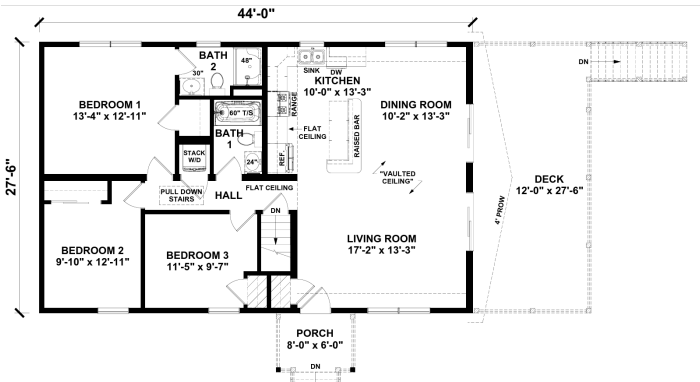 44'-0"
27'-6"
BATH
2
30"
48"
BEDROOM 1
13'-4" x 12'-11"
60" T/S
BATH
1
24"
STACK
W/D
SINK
DW
KITCHEN
10'-0" x 13'-3"
RANGE
FLAT
CEILING
REF.
RAISED BAR
DINING ROOM
10'-2" x 13'-3"
"VAULTED
CEILING"
DN
DECK
12'-0" x 27'-6"
4' PROW
PULL DOWN
STAIRS
HALL
FLAT CEILING
DN
BEDROOM 2
9'-10" x 12'-11"
BEDROOM 3
11'-5" x 9'-7"
LIVING ROOM
17'-2" x 13'-3"
PORCH
8'-0" x 6'-0"
DN